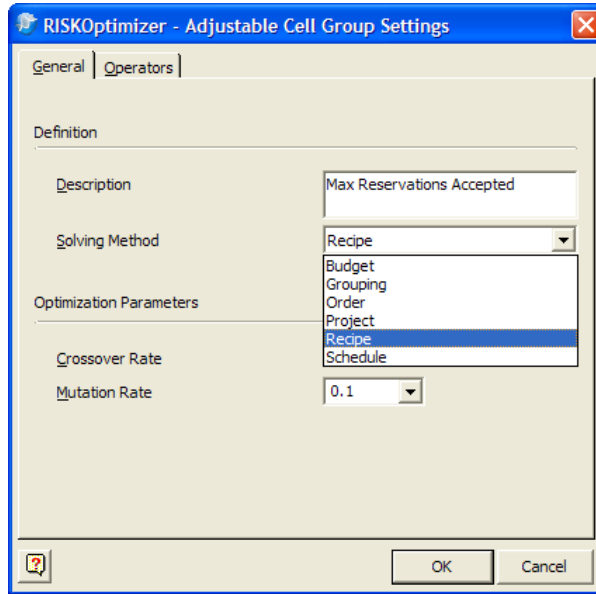 RISKOptimizer - Adjustable Cell Group Settings
General Operators
Definition
Description Max Reservations Accepted
Solving Method Recipe
Budget
Grouping
Order
Optimization Parameters
Project
Recipe
Schedule
Crossover Rate
Mutation Rate 0.1
OK Cancel